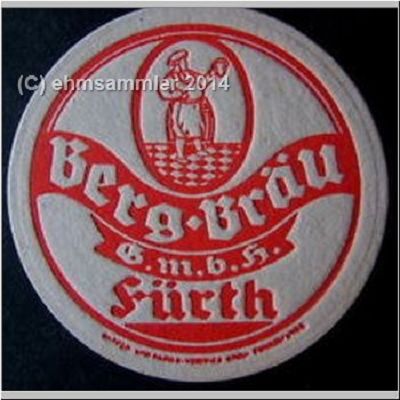 (C) ehmsammler 2014
Berg-Bräu
G.m.b.H.
Fürth